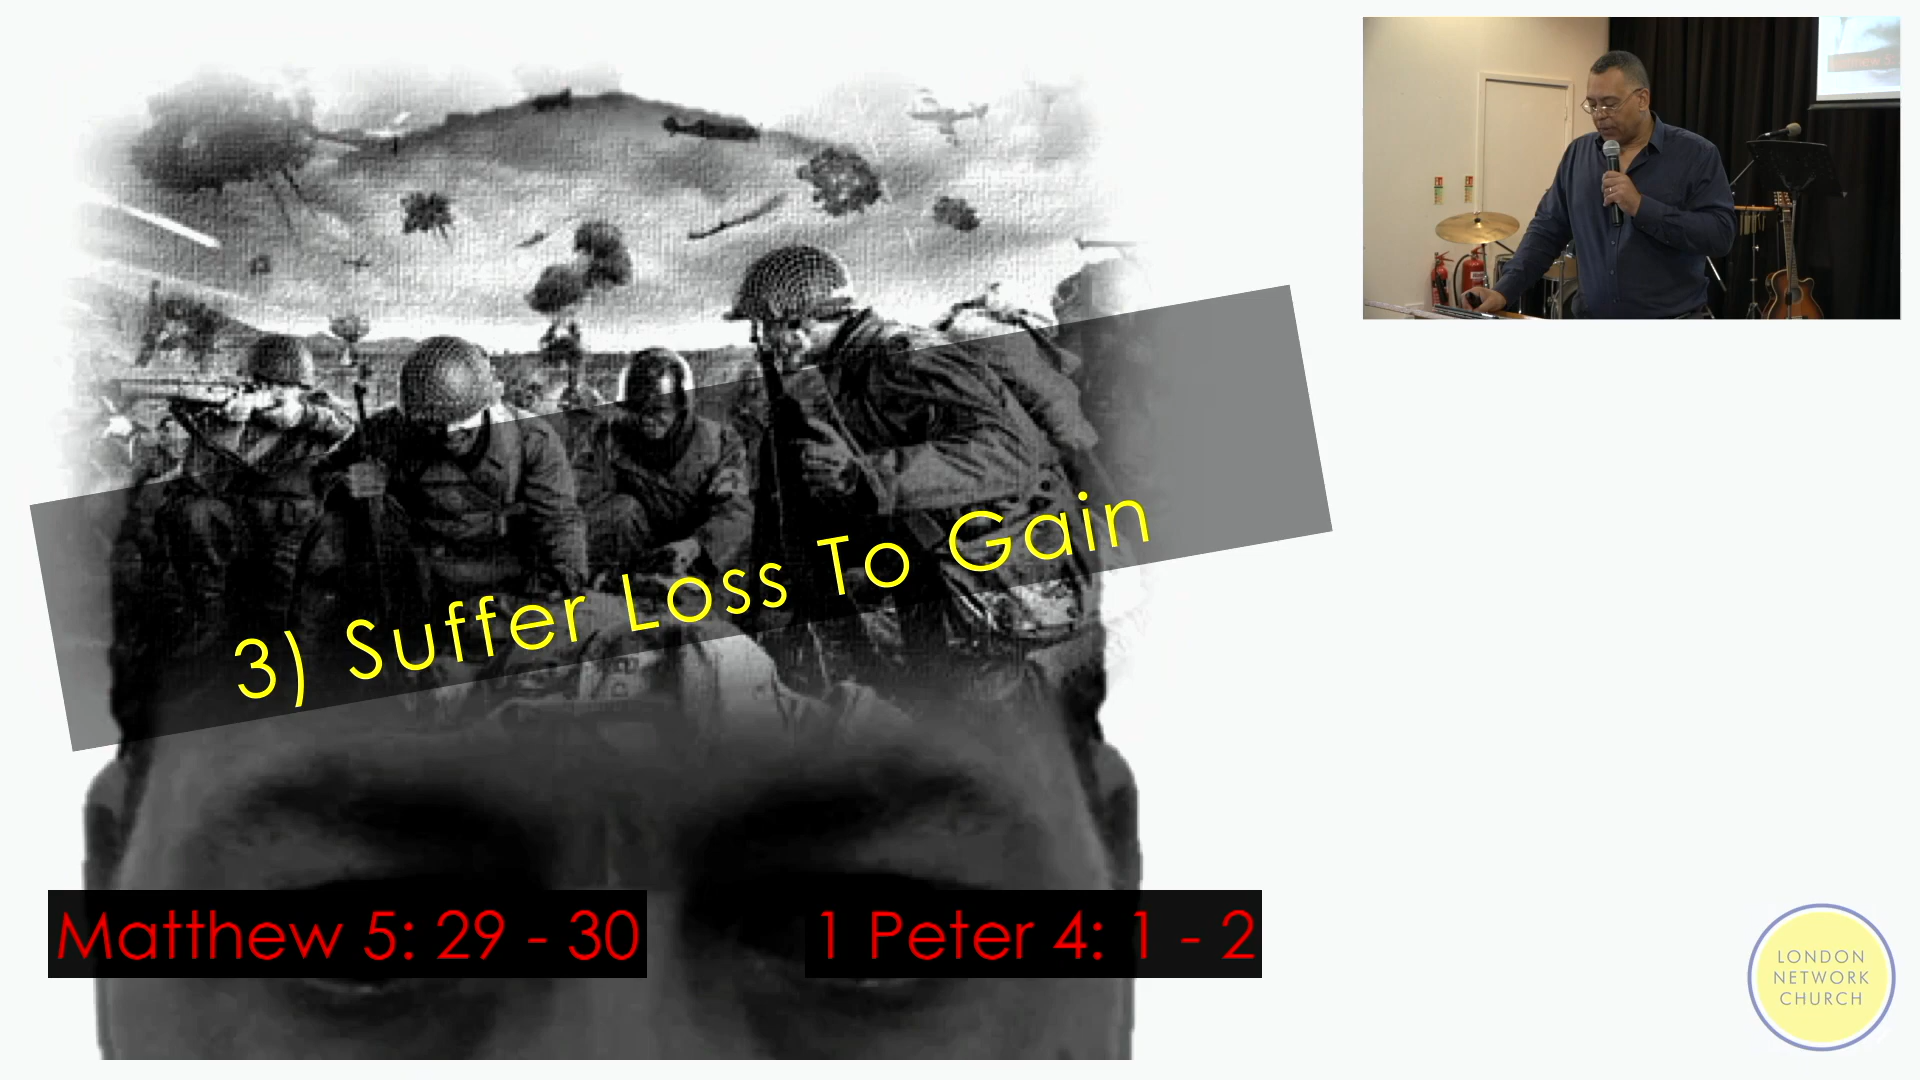 3) Suffer Loss To Gain
Matthew 5: 29 - 30
1 Peter 4: 1 - 2
LONDON
NETWORK
CHURCH